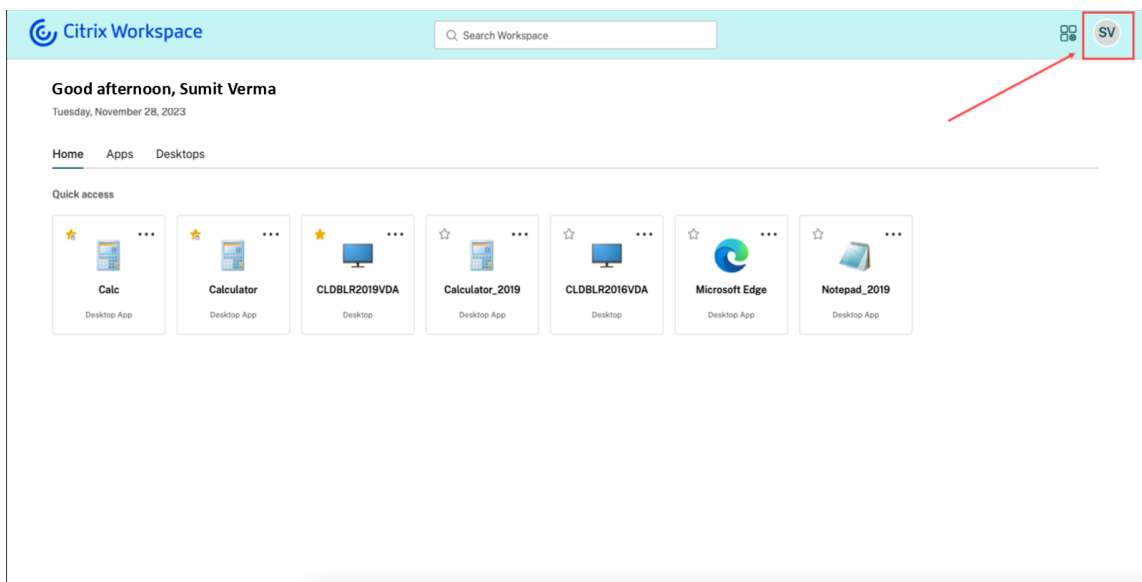 Citrix Workspace
Search Workspace
SV
Good afternoon, Sumit Verma
Tuesday, November 28, 2023
Home Apps Desktops
Quick access
Calc Calculator CLDBLR2019VDA Calculator_2019 CLDBLR2016VDA Microsoft Edge Notepad_2019
Desktop App Desktop App Desktop Desktop App Desktop Desktop App Desktop App